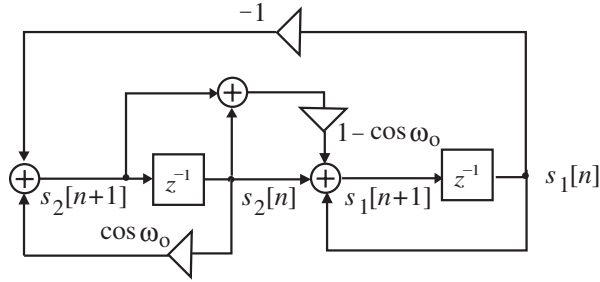 −1
+
1 − cos ω₀
+ s₂[n+1] z⁻¹ s₂[n] + s₁[n+1] z⁻¹ s₁[n]
cos ω₀